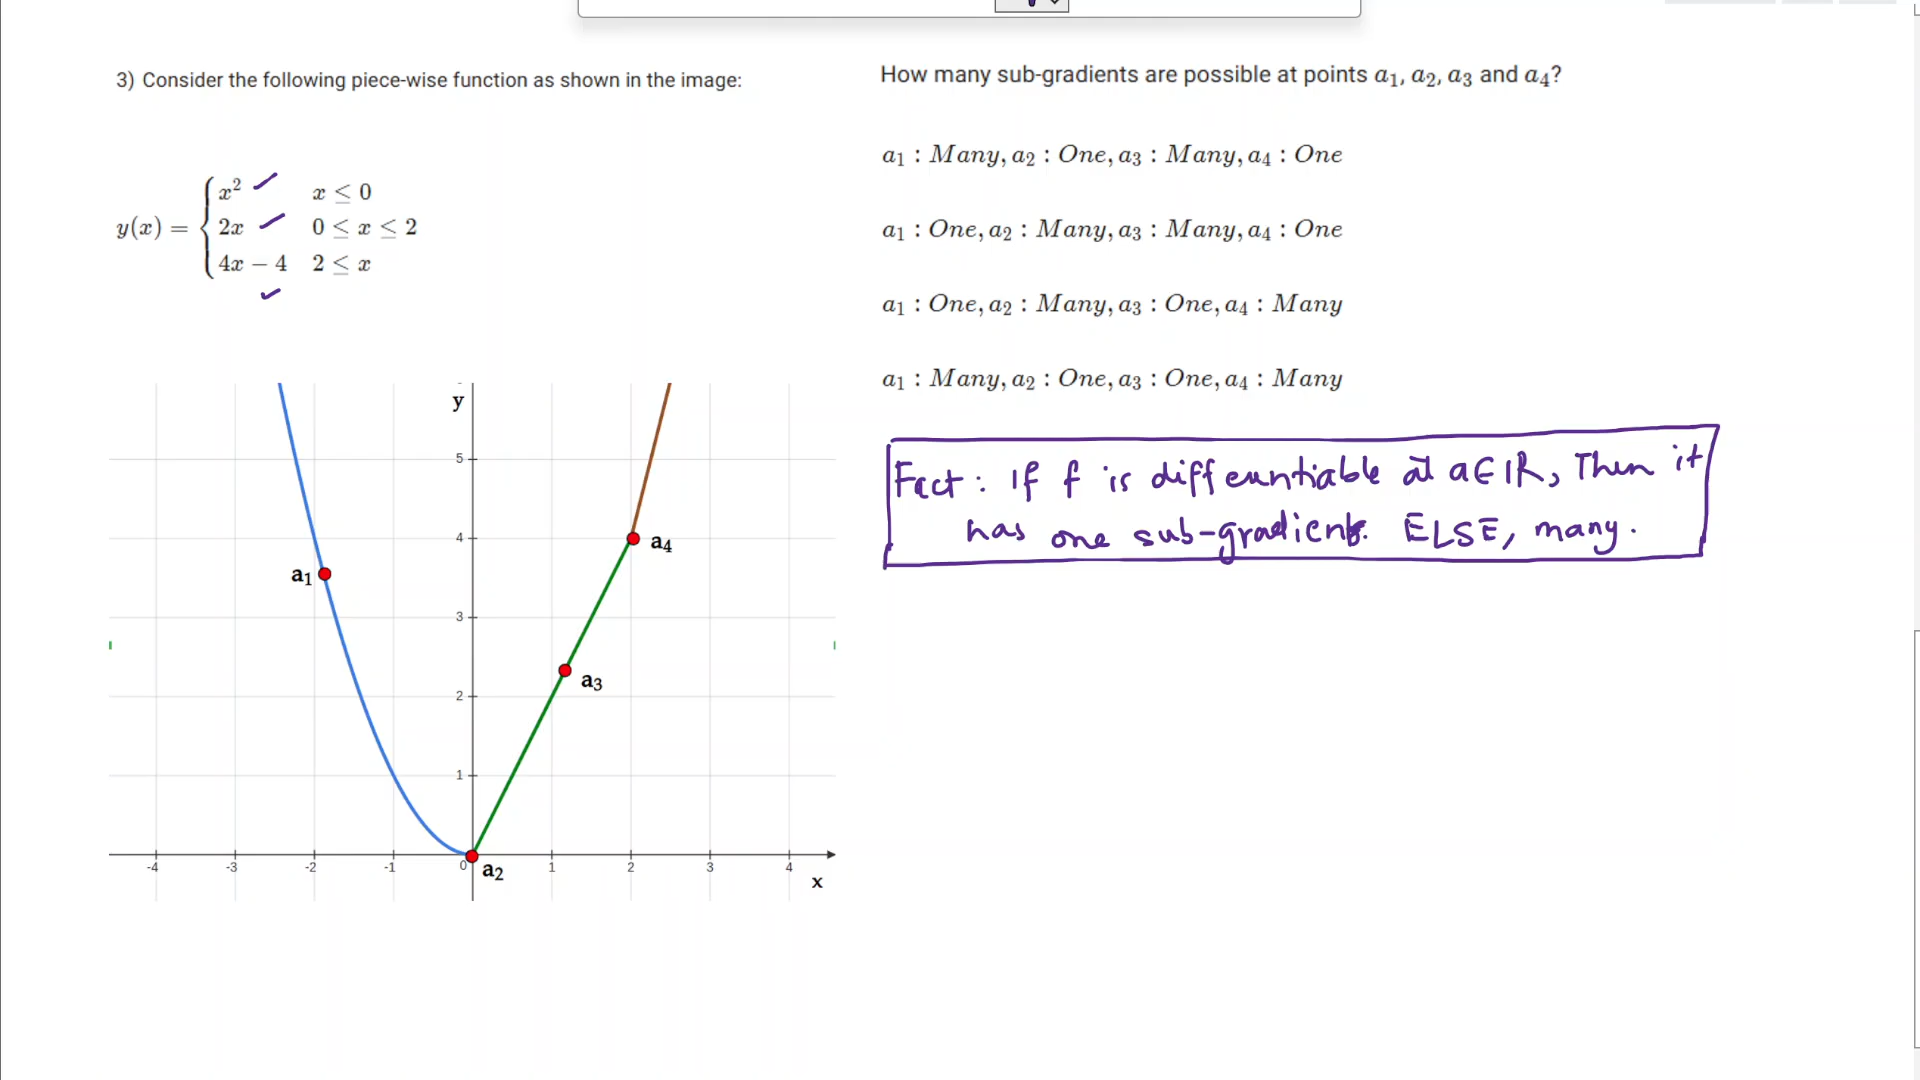 3) Consider the following piece-wise function as shown in the image:
y(x) = { x² x ≤ 0
2x 0 ≤ x ≤ 2
4x − 4 2 ≤ x
y
5
4
3
2
1
-4 -3 -2 -1 0 1 2 3 4
x
a₁
a₂
a₃
a₄
How many sub-gradients are possible at points a₁, a₂, a₃ and a₄?
a₁ : Many, a₂ : One, a₃ : Many, a₄ : One
a₁ : One, a₂ : Many, a₃ : Many, a₄ : One
a₁ : One, a₂ : Many, a₃ : One, a₄ : Many
a₁ : Many, a₂ : One, a₃ : One, a₄ : Many
Fact : If f is differentiable at a∈ℝ, Then it
has one sub-gradient. ELSE, many.